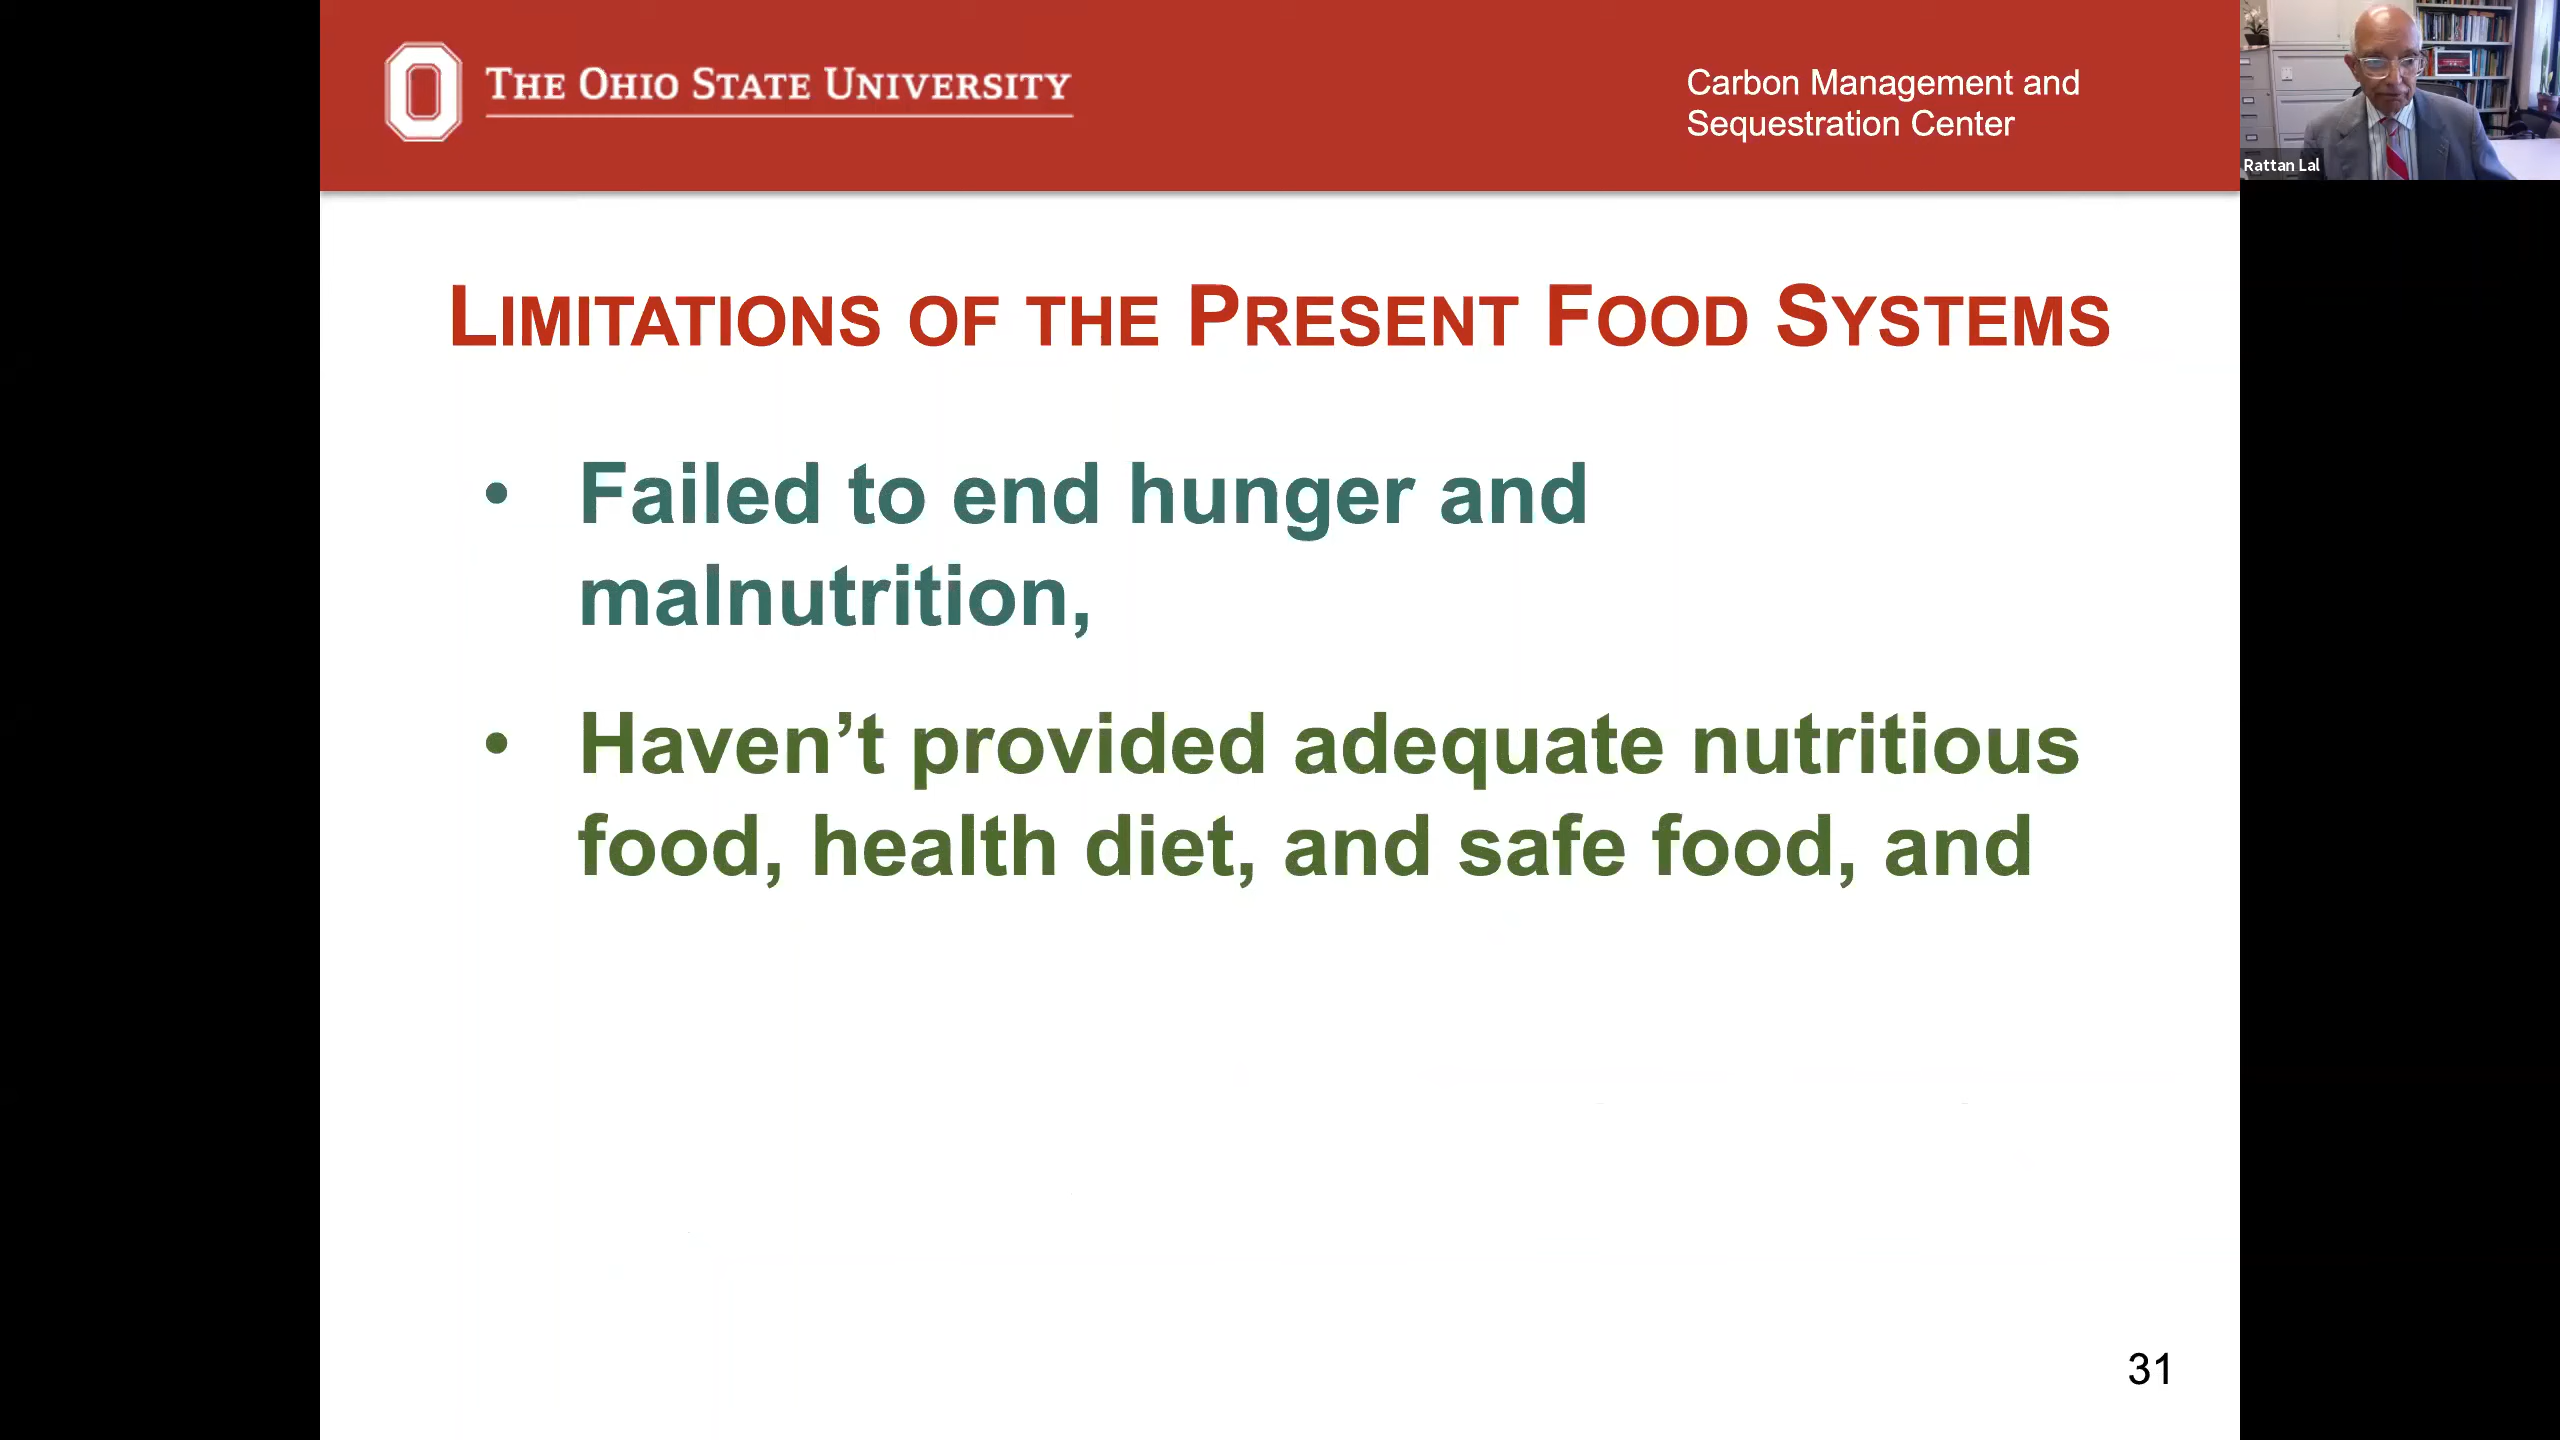 THE OHIO STATE UNIVERSITY
Carbon Management and
Sequestration Center
Rattan Lal
LIMITATIONS OF THE PRESENT FOOD SYSTEMS
• Failed to end hunger and
malnutrition,
• Haven’t provided adequate nutritious
food, health diet, and safe food, and
31